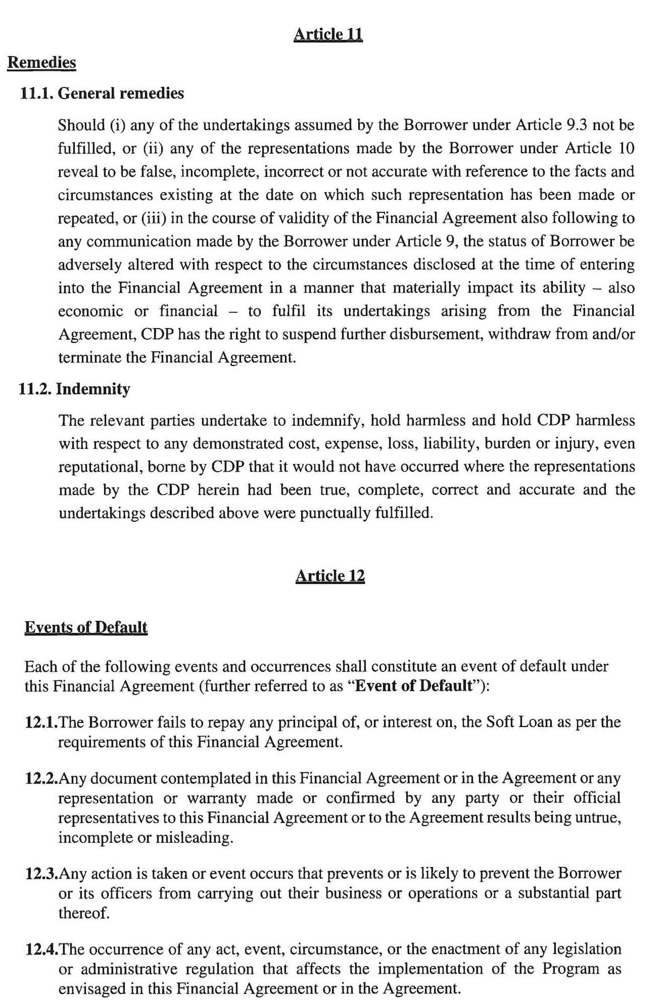 Article 11
Remedies
11.1. General remedies
Should (i) any of the undertakings assumed by the Borrower under Article 9.3 not be
fulfilled, or (ii) any of the representations made by the Borrower under Article 10
reveal to be false, incomplete, incorrect or not accurate with reference to the facts and
circumstances existing at the date on which such representation has been made or
repeated, or (iii) in the course of validity of the Financial Agreement also following to
any communication made by the Borrower under Article 9, the status of Borrower be
adversely altered with respect to the circumstances disclosed at the time of entering
into the Financial Agreement in a manner that materially impact its ability – also
economic or financial – to fulfil its undertakings arising from the Financial
Agreement, CDP has the right to suspend further disbursement, withdraw from and/or
terminate the Financial Agreement.
11.2. Indemnity
The relevant parties undertake to indemnify, hold harmless and hold CDP harmless
with respect to any demonstrated cost, expense, loss, liability, burden or injury, even
reputational, borne by CDP that it would not have occurred where the representations
made by the CDP herein had been true, complete, correct and accurate and the
undertakings described above were punctually fulfilled.
Article 12
Events of Default
Each of the following events and occurrences shall constitute an event of default under
this Financial Agreement (further referred to as “Event of Default”):
12.1.The Borrower fails to repay any principal of, or interest on, the Soft Loan as per the
requirements of this Financial Agreement.
12.2.Any document contemplated in this Financial Agreement or in the Agreement or any
representation or warranty made or confirmed by any party or their official
representatives to this Financial Agreement or to the Agreement results being untrue,
incomplete or misleading.
12.3.Any action is taken or event occurs that prevents or is likely to prevent the Borrower
or its officers from carrying out their business or operations or a substantial part
thereof.
12.4.The occurrence of any act, event, circumstance, or the enactment of any legislation
or administrative regulation that affects the implementation of the Program as
envisaged in this Financial Agreement or in the Agreement.